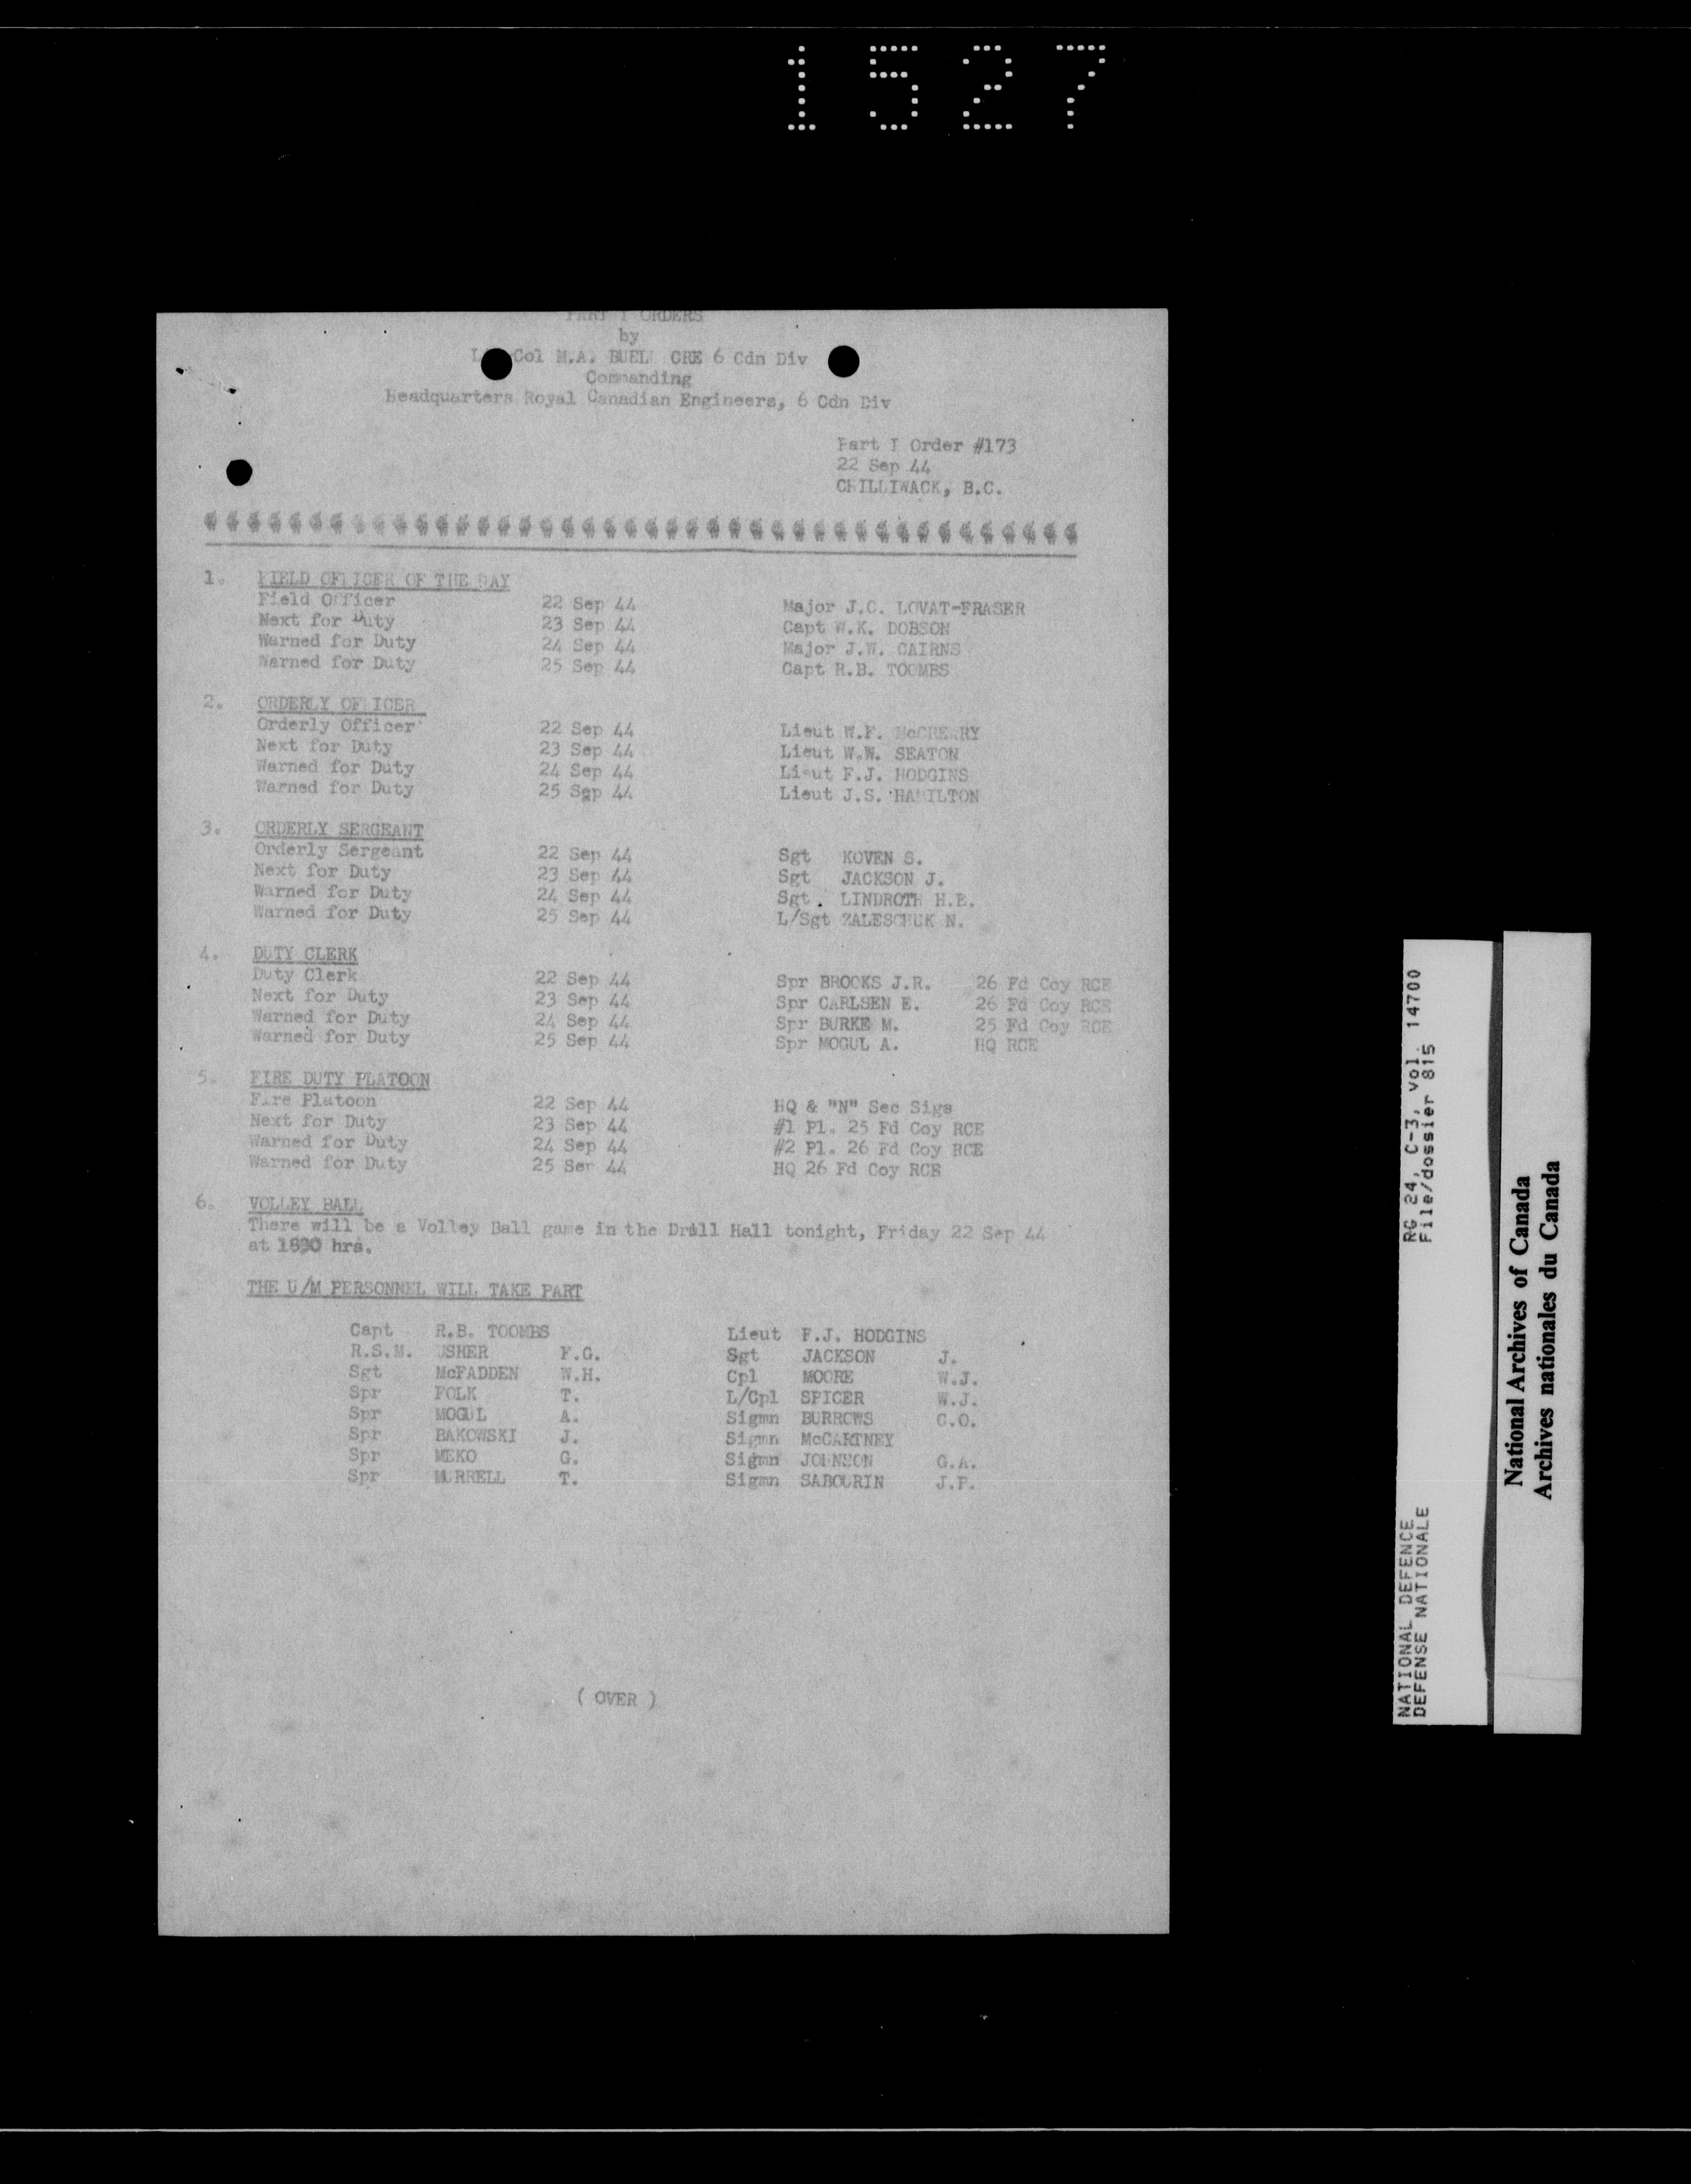 1527
PART I ORDERS
by
Col M.A. BUELL CRE 6 Cdn Div
Commanding
Headquarters Royal Canadian Engineers, 6 Cdn Div
Part I Order #173
22 Sep 44
CHILLIWACK, B.C.
1. FIELD OFFICER OF THE DAY
Field Officer 22 Sep 44 Major J.C. LOVAT-FRASER
Next for Duty 23 Sep 44 Capt W.K. DOBSON
Warned for Duty 24 Sep 44 Major J.W. CAIRNS
Warned for Duty 25 Sep 44 Capt R.B. TOOMBS
2. ORDERLY OFFICER
Orderly Officer 22 Sep 44 Lieut W.F. McCREARY
Next for Duty 23 Sep 44 Lieut W.W. SEATON
Warned for Duty 24 Sep 44 Lieut F.J. HODGINS
Warned for Duty 25 Sep 44 Lieut J.S. HAMILTON
3. ORDERLY SERGEANT
Orderly Sergeant 22 Sep 44 Sgt KOVEN S.
Next for Duty 23 Sep 44 Sgt JACKSON J.
Warned for Duty 24 Sep 44 Sgt. LINDROTH
Warned for Duty 25 Sep 44 L/Sgt ZALESCHUK N.
4. DUTY CLERK
Duty Clerk 22 Sep 44 Spr BROOKS J.R. 26 Fd Coy RCE
Next for Duty 23 Sep 44 Spr CARLSEN E. 26 Fd Coy RCE
Warned for Duty 24 Sep 44 Spr BURKE M. 25 Fd Coy RCE
Warned for Duty 25 Sep 44 Spr MOGUL A. HQ RCE
5. FIRE DUTY PLATOON
Fire Platoon 22 Sep 44 HQ & "N" Sec Sigs
Next for Duty 23 Sep 44 #1 Pl. 25 Fd Coy RCE
Warned for Duty 24 Sep 44 #2 Pl. 26 Fd Coy RCE
Warned for Duty 25 Sep 44 HQ 26 Fd Coy RCE
6. VOLLEY BALL
There will be a Volley Ball game in the Drill Hall tonight, Friday 22 Sep 44
at hrs.
THE U/M PERSONNEL WILL TAKE PART
Capt R.B. TOOMBS Lieut F.J. HODGINS
R.S.M. USHER F.G. Sgt JACKSON J.
Sgt McFADDEN W.H. Cpl MOORE W.J.
Spr FOLK T. L/Cpl SPICER W.J.
Spr MOGUL A. Sigmn BURROWS C.O.
Spr BAKOWSKI J. Sigmn McCARTNEY
Spr MEKO G. Sigmn JOHNSON G.A.
Spr MURRELL T. Sigmn SABOURIN J.P.
( OVER )
RG 24, C-3, vol. 14700
File/dossier 815
NATIONAL DEFENCE
DEFENSE NATIONALE
National Archives of Canada
Archives nationales du Canada